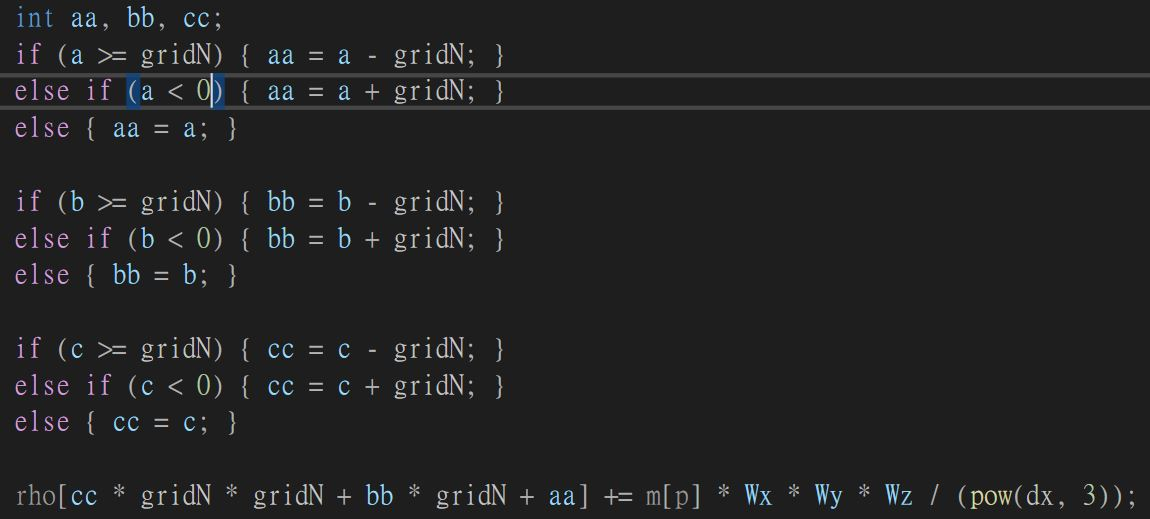 int aa, bb, cc;
if (a >= gridN) { aa = a - gridN; }
else if (a < 0) { aa = a + gridN; }
else { aa = a; }
if (b >= gridN) { bb = b - gridN; }
else if (b < 0) { bb = b + gridN; }
else { bb = b; }
if (c >= gridN) { cc = c - gridN; }
else if (c < 0) { cc = c + gridN; }
else { cc = c; }
rho[cc * gridN * gridN + bb * gridN + aa] += m[p] * Wx * Wy * Wz / (pow(dx, 3));